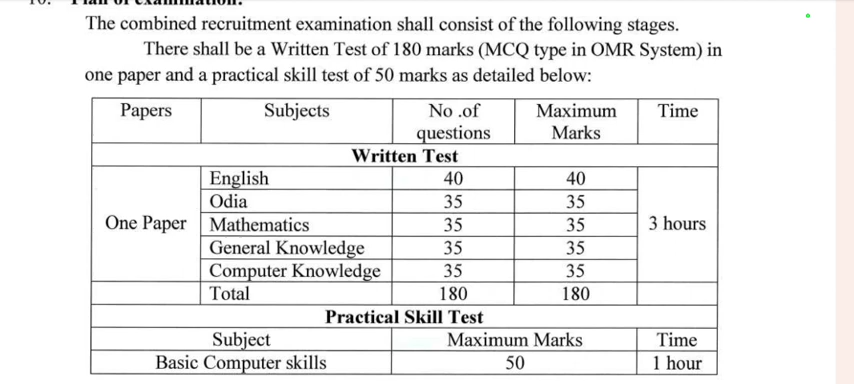 10. Plan of examination:
The combined recruitment examination shall consist of the following stages.
There shall be a Written Test of 180 marks (MCQ type in OMR System) in
one paper and a practical skill test of 50 marks as detailed below:
Papers Subjects No .of questions Maximum Marks Time
Written Test
One Paper English 40 40 3 hours
Odia 35 35
Mathematics 35 35
General Knowledge 35 35
Computer Knowledge 35 35
Total 180 180
Practical Skill Test
Subject Maximum Marks Time
Basic Computer skills 50 1 hour